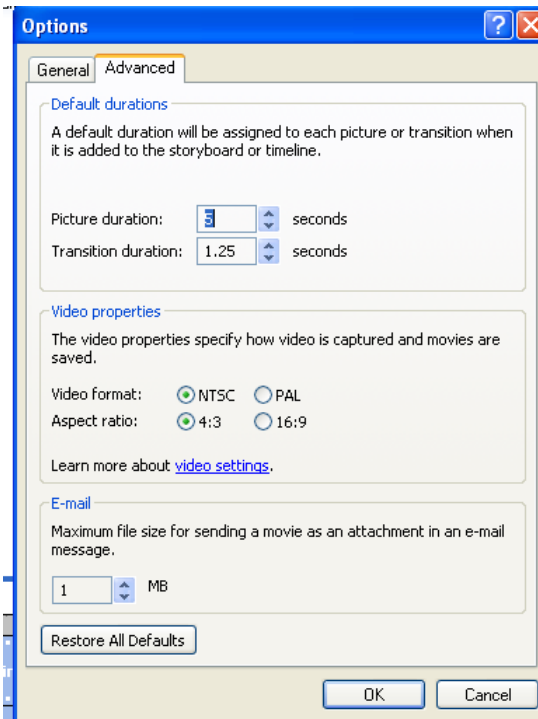 Options
General Advanced
Default durations
A default duration will be assigned to each picture or transition when
it is added to the storyboard or timeline.
Picture duration: 5 seconds
Transition duration: 1.25 seconds
Video properties
The video properties specify how video is captured and movies are
saved.
Video format: NTSC PAL
Aspect ratio: 4:3 16:9
Learn more about video settings.
E-mail
Maximum file size for sending a movie as an attachment in an e-mail
message.
1 MB
Restore All Defaults
OK Cancel